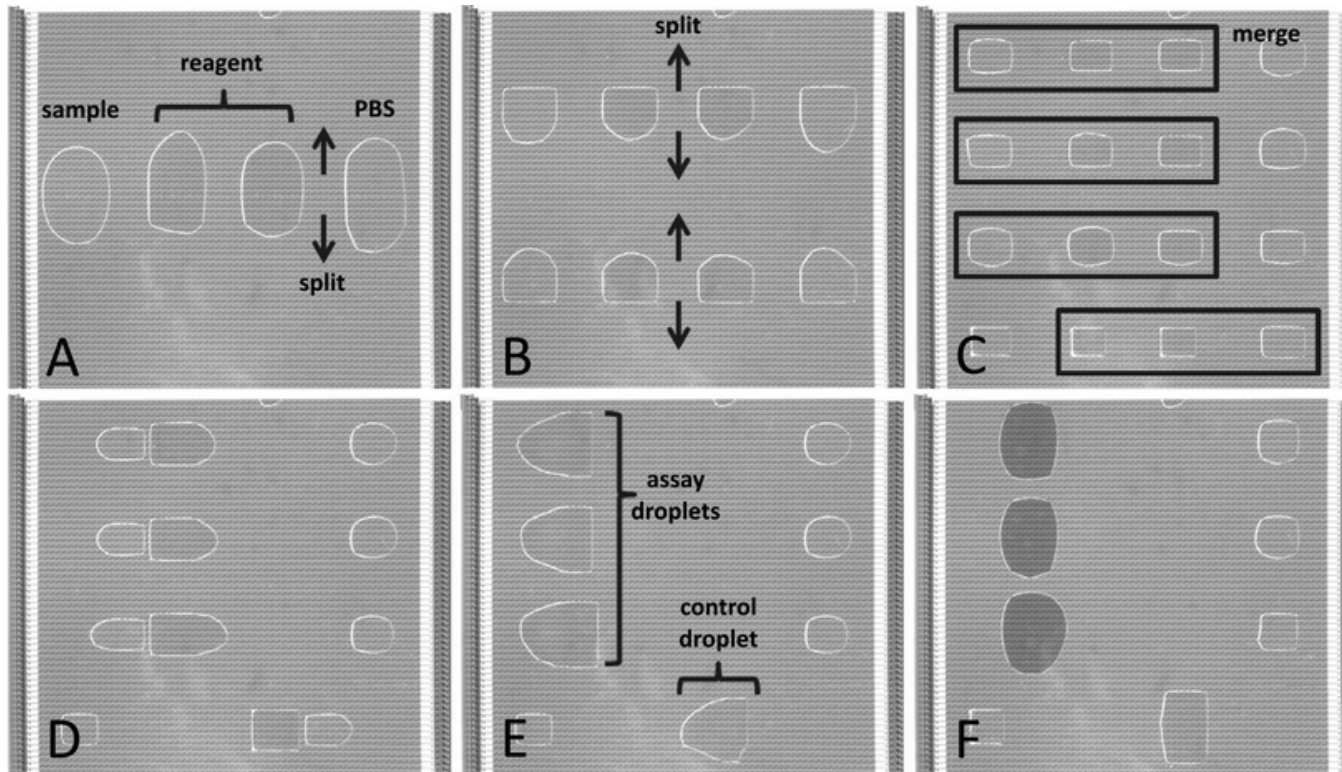 reagent
sample
PBS
split
A
split
B
merge
C
D
assay
droplets
control
droplet
E
F